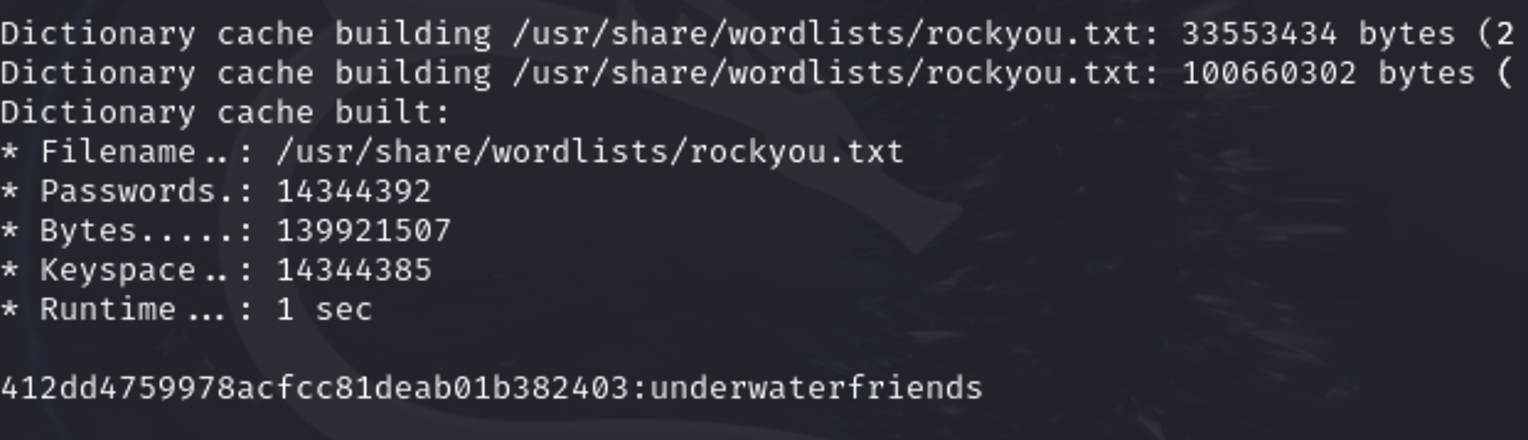 Dictionary cache building /usr/share/wordlists/rockyou.txt: 33553434 bytes (2
Dictionary cache building /usr/share/wordlists/rockyou.txt: 100660302 bytes (
Dictionary cache built:
* Filename..: /usr/share/wordlists/rockyou.txt
* Passwords.: 14344392
* Bytes.....: 139921507
* Keyspace..: 14344385
* Runtime...: 1 sec

412dd4759978acfcc81deab01b382403:underwaterfriends